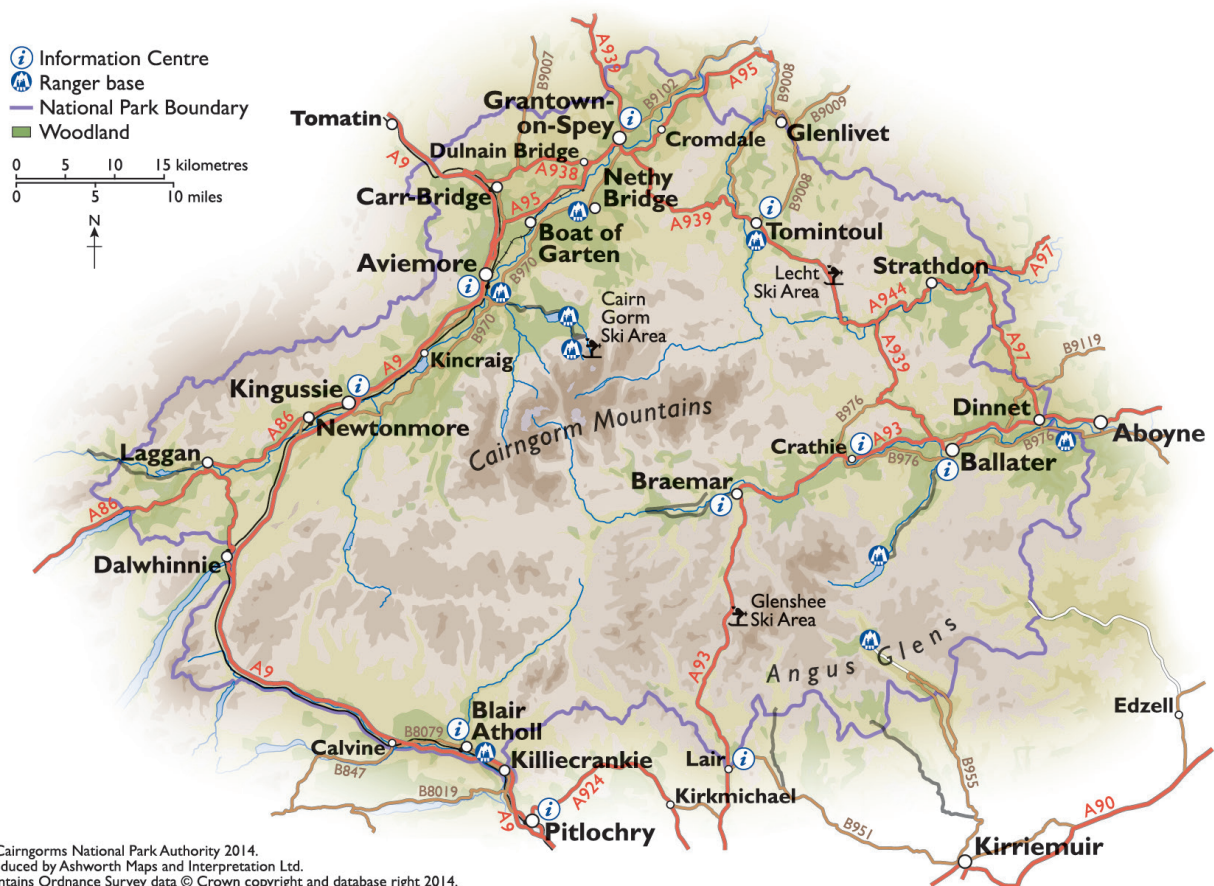 Information Centre
Ranger base
National Park Boundary
Woodland
0 5 10 15 kilometres
0 5 10 miles
N
A939
B9007
A95
B9008
B9102
B9009
Grantown-
on-Spey
Tomatin
Cromdale
Glenlivet
A9
Dulnain Bridge
A938
Carr-Bridge
Nethy
Bridge
B9008
A95
A939
Tomintoul
Boat of
Garten
Aviemore
B970
Lecht
Ski Area
Strathdon
A97
A944
Cairn
Gorm
Ski Area
B970
A9
Kincraig
A939
A97
B9119
Kingussie
A86
Newtonmore
Cairngorm Mountains
B976
Dinnet
Aboyne
A93
Crathie
B976
B976
Ballater
Laggan
A86
Braemar
Dalwhinnie
Glenshee
Ski Area
Angus Glens
A9
A93
Edzell
Blair
Atholl
B8079
Calvine
Killiecrankie
Lair
B847
B8019
A924
Kirkmichael
B955
A9
Pitlochry
B951
A90
Kirriemuir
Cairngorms National Park Authority 2014.
duced by Ashworth Maps and Interpretation Ltd.
ntains Ordnance Survey data © Crown copyright and database right 2014.